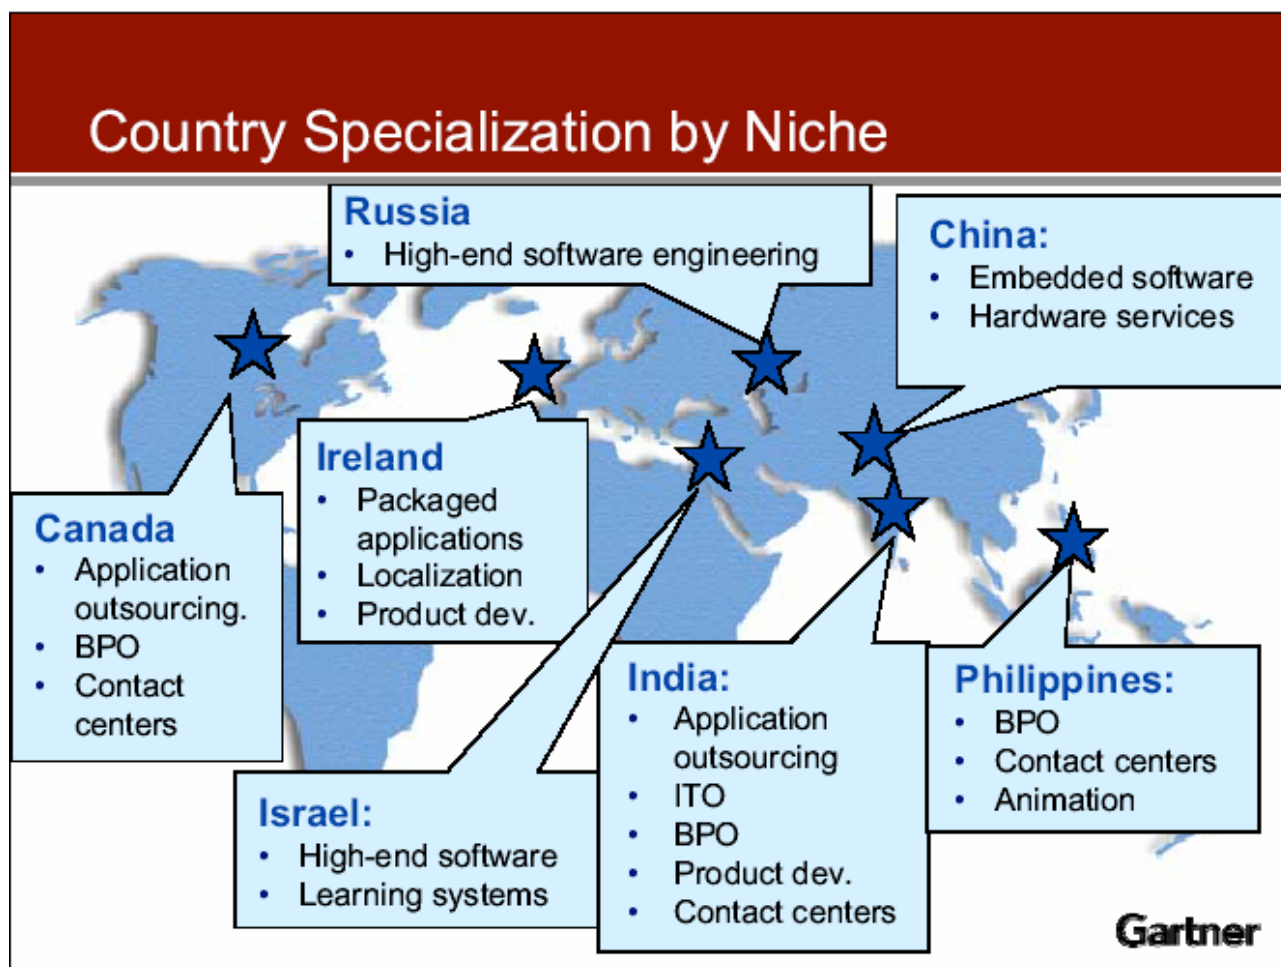 Country Specialization by Niche
Russia
• High-end software engineering
China:
• Embedded software
• Hardware services
Ireland
• Packaged
applications
• Localization
• Product dev.
Canada
• Application
outsourcing.
• BPO
• Contact
centers
Israel:
• High-end software
• Learning systems
India:
• Application
outsourcing
• ITO
• BPO
• Product dev.
• Contact centers
Philippines:
• BPO
• Contact centers
• Animation
Gartner